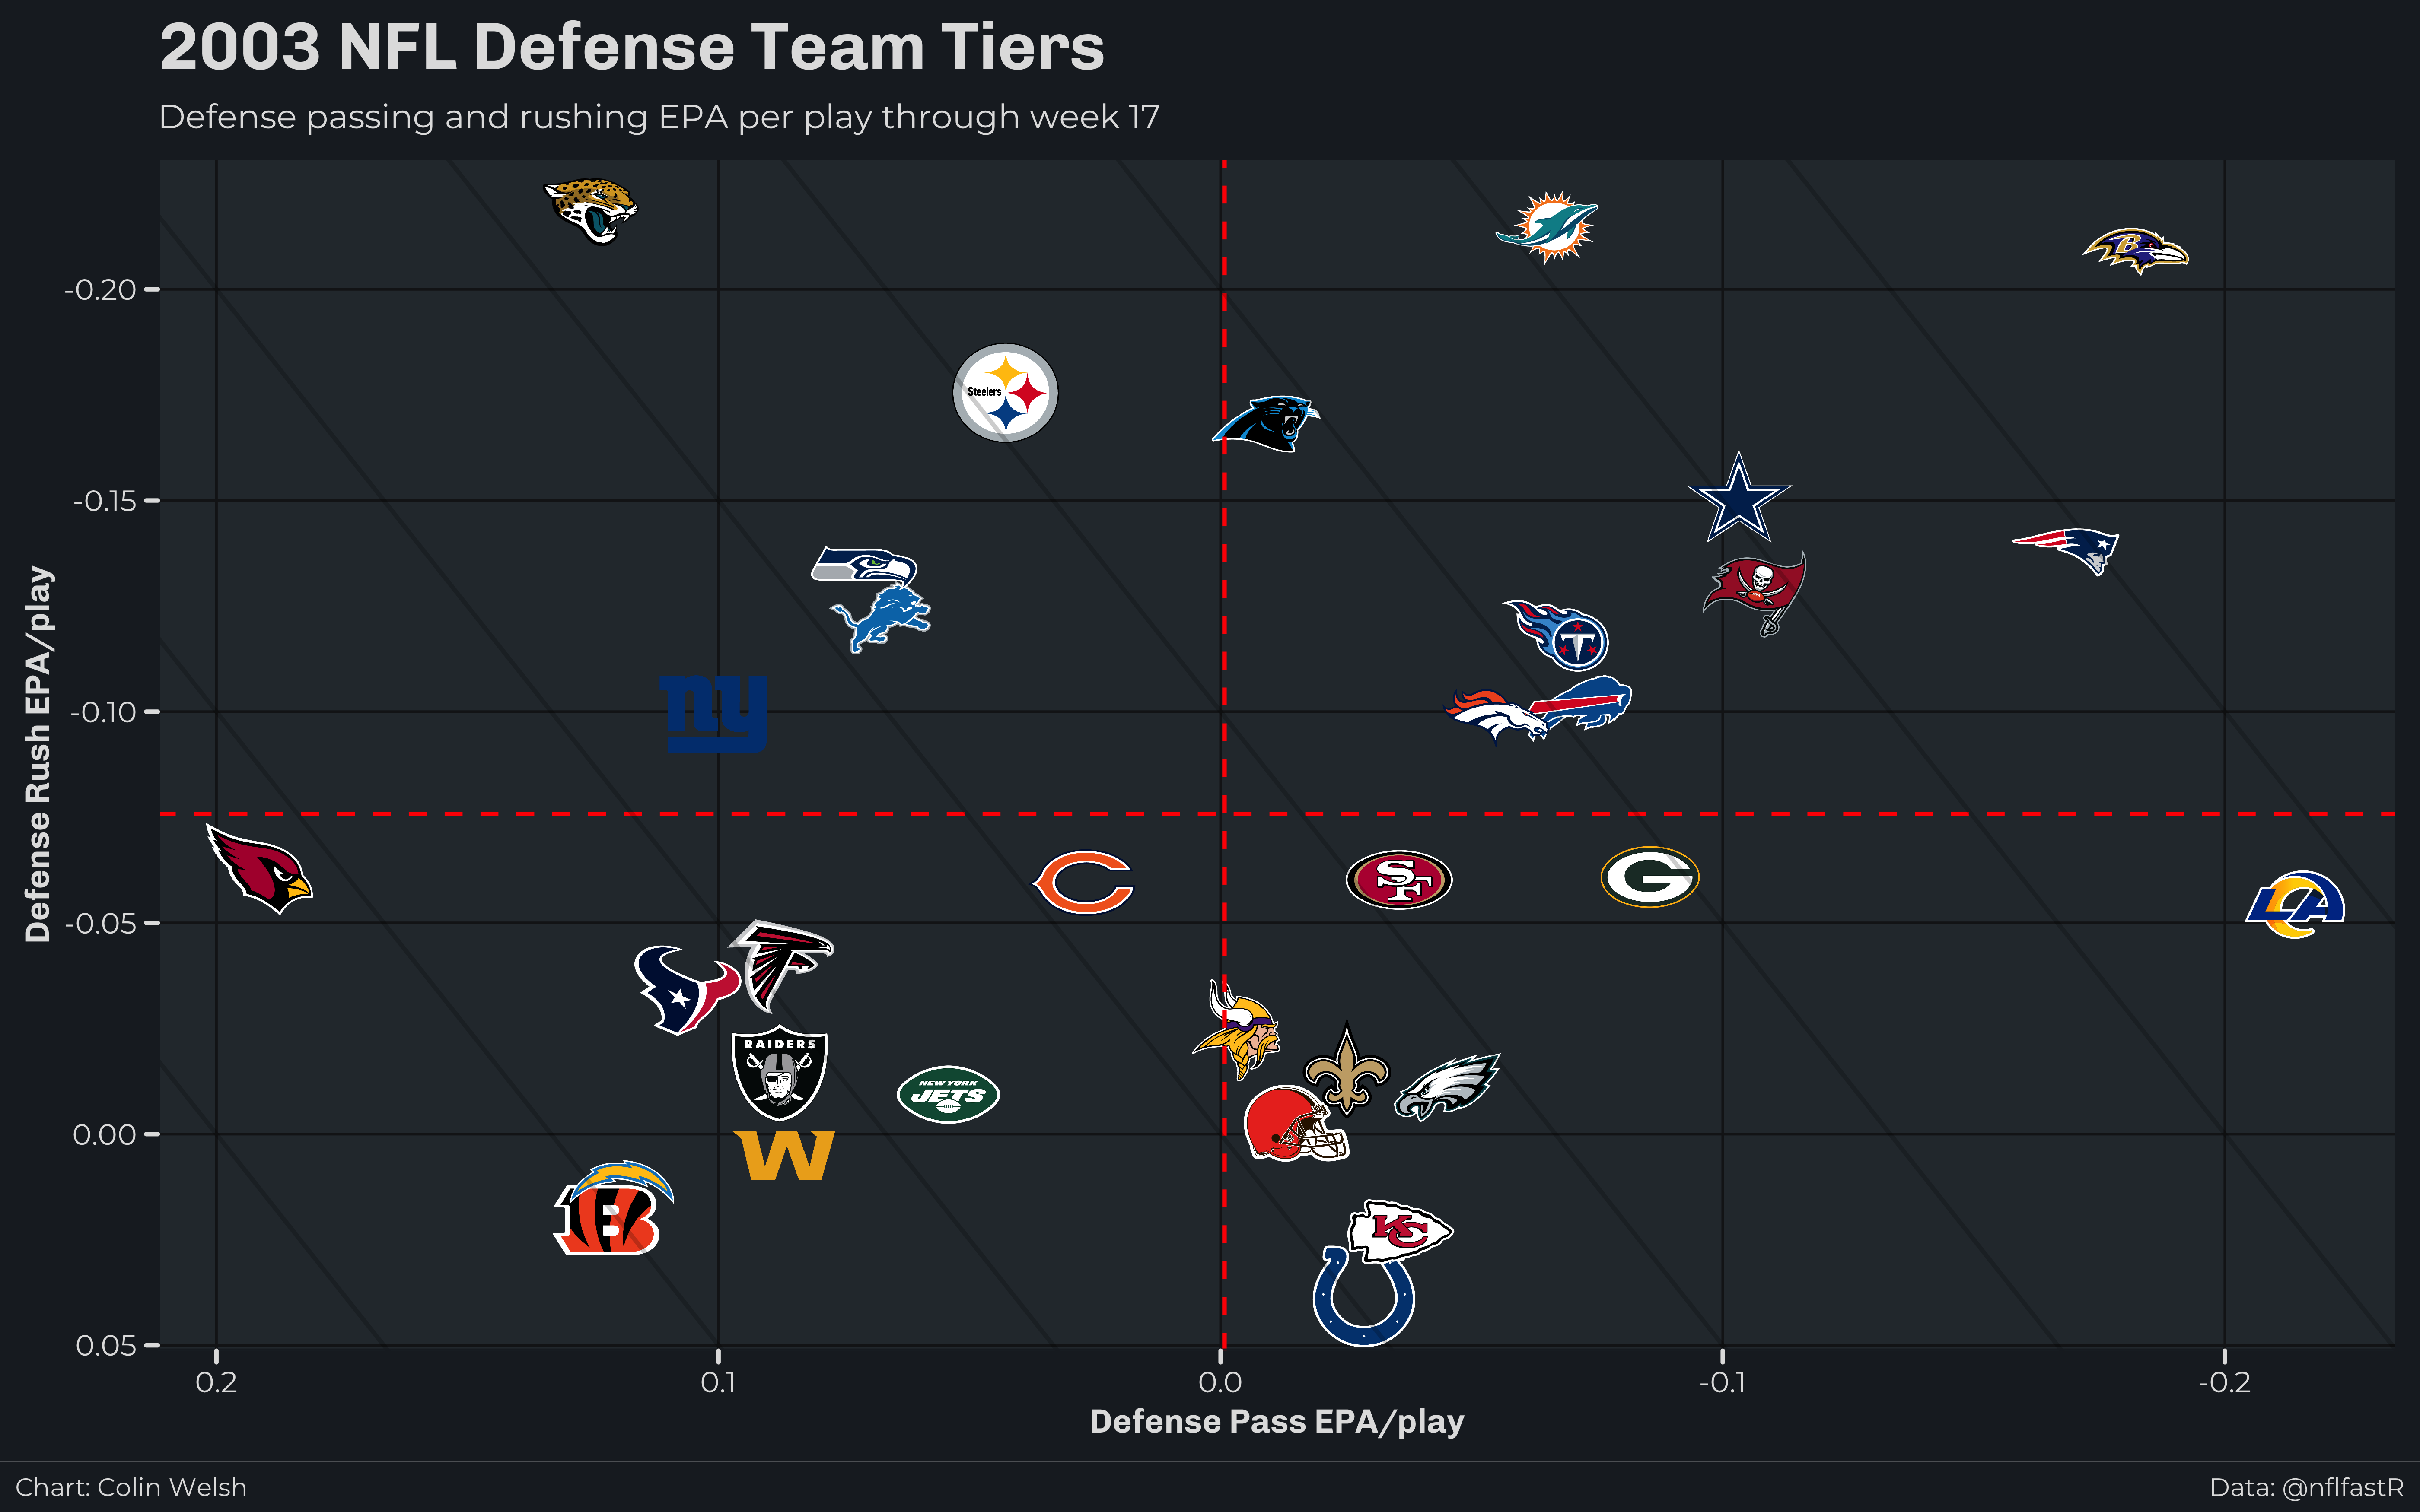 2003 NFL Defense Team Tiers
Defense passing and rushing EPA per play through week 17
Defense Rush EPA/play
-0.20
-0.15
-0.10
-0.05
0.00
0.05
B
Steelers
T
ny
C
SF
G
LA
RAIDERS
NEW YORK
JETS
W
B
KC
0.2
0.1
0.0
-0.1
-0.2
Defense Pass EPA/play
Chart: Colin Welsh
Data: @nflfastR